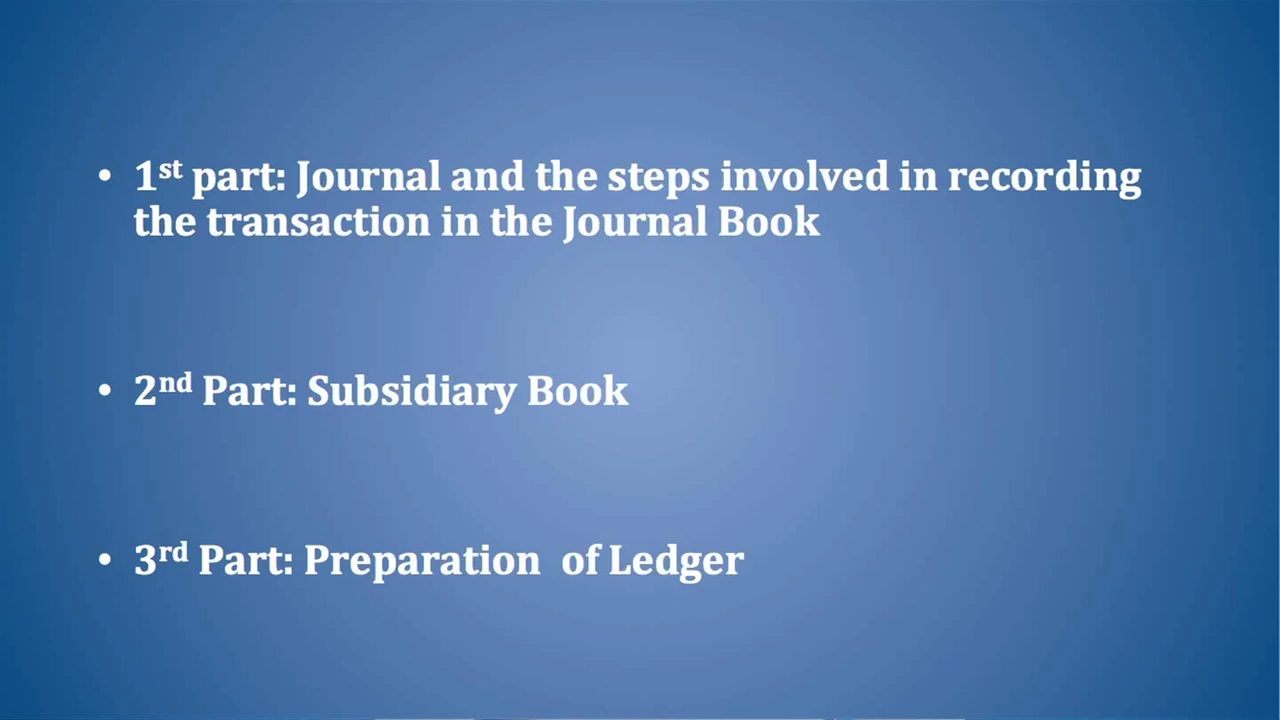 • 1st part: Journal and the steps involved in recording
the transaction in the Journal Book
• 2nd Part: Subsidiary Book
• 3rd Part: Preparation  of Ledger